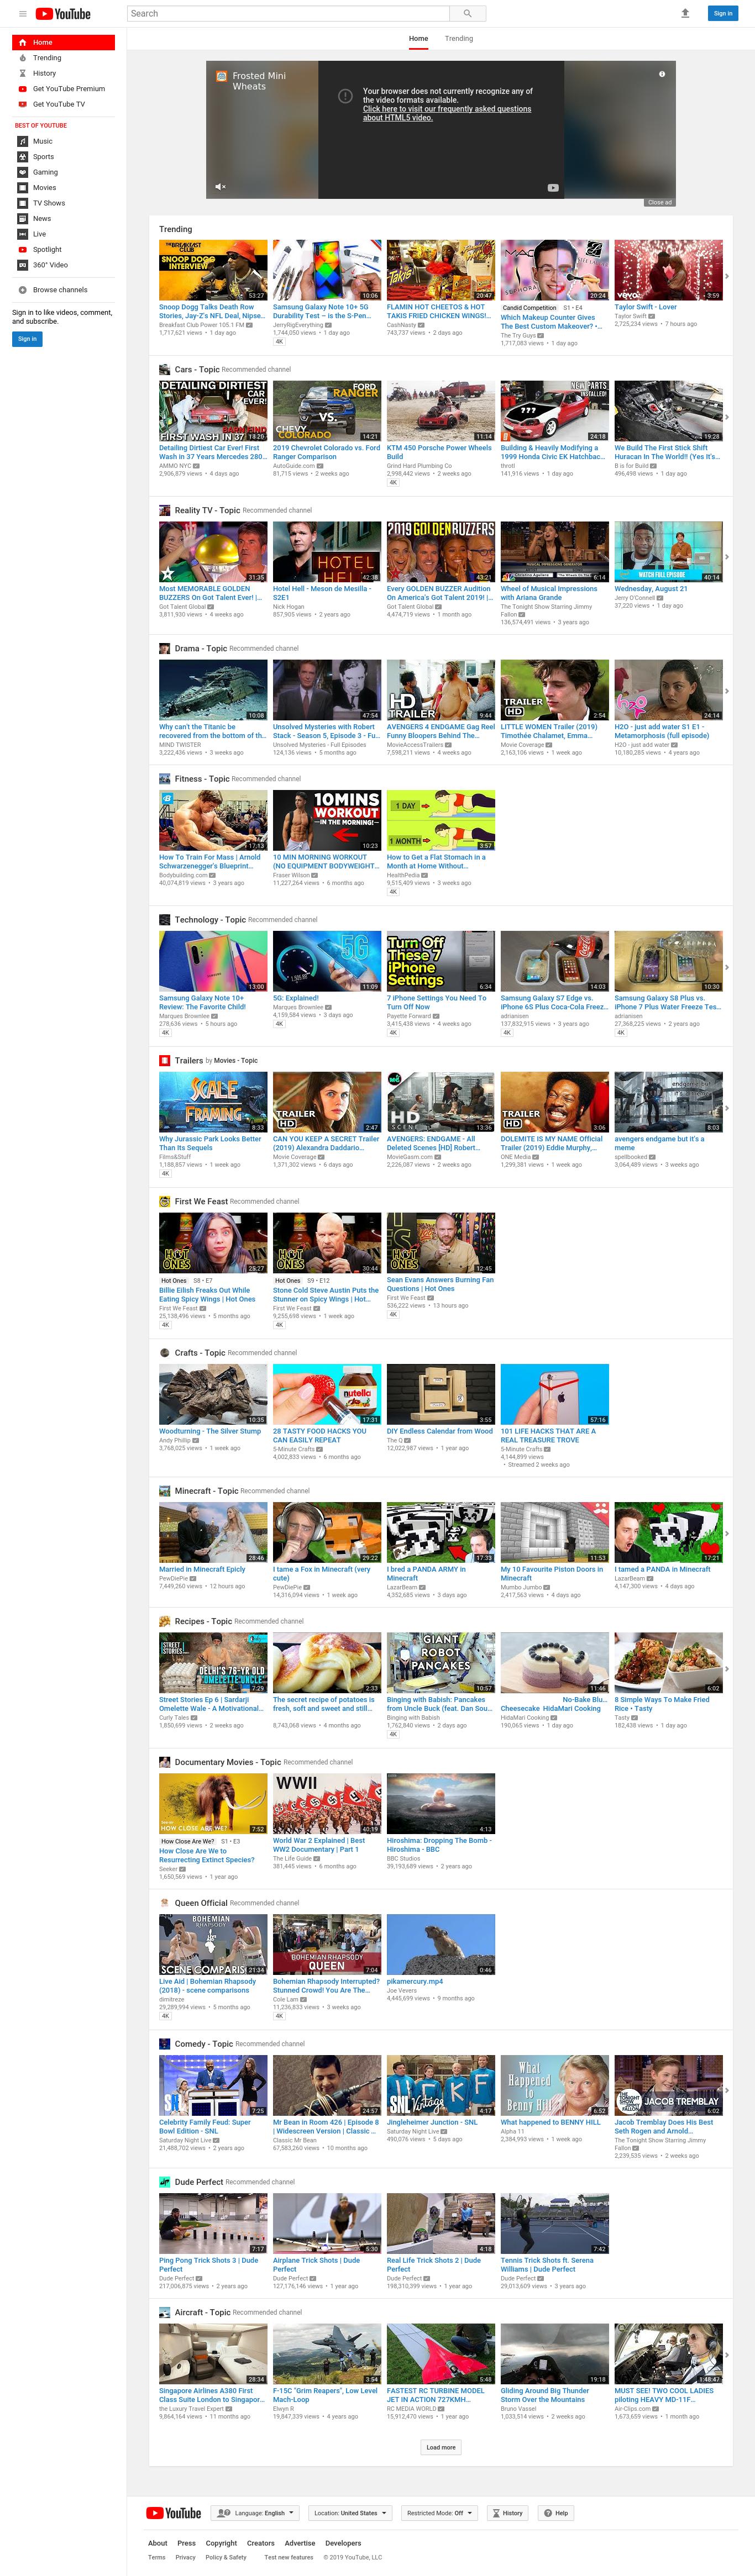 YouTube
Search
Sign in
Home
Trending
History
Get YouTube Premium
Get YouTube TV
BEST OF YOUTUBE
Music
Sports
Gaming
Movies
TV Shows
News
Live
Spotlight
360° Video
Browse channels
Sign in to like videos, comment,
and subscribe.
Sign in
Home Trending
Frosted Mini
Wheats
Your browser does not currently recognize any of
the video formats available.
Click here to visit our frequently asked questions
about HTML5 video.
Close ad
Trending
53:27 10:06 20:47 20:24 3:59
Snoop Dogg Talks Death Row
Stories, Jay-Z's NFL Deal, Nipse...
Breakfast Club Power 105.1 FM
1,717,621 views • 1 day ago
Samsung Galaxy Note 10+ 5G
Durability Test – is the S-Pen...
JerryRigEverything
1,744,050 views • 1 day ago
4K
FLAMIN HOT CHEETOS & HOT
TAKIS FRIED CHICKEN WINGS!...
CashNasty
743,737 views • 2 days ago
Candid Competition S1 • E4
Which Makeup Counter Gives
The Best Custom Makeover? •...
The Try Guys
1,717,083 views • 1 day ago
Taylor Swift - Lover
Taylor Swift
2,725,234 views • 7 hours ago
Cars - Topic Recommended channel
Detailing Dirtiest Car Ever! First
Wash in 37 Years Mercedes 280...
AMMO NYC
2,906,879 views • 4 days ago
2019 Chevrolet Colorado vs. Ford
Ranger Comparison
AutoGuide.com
81,715 views • 2 weeks ago
KTM 450 Porsche Power Wheels
Build
Grind Hard Plumbing Co
2,998,442 views • 2 weeks ago
4K
Building & Heavily Modifying a
1999 Honda Civic EK Hatchbac...
throtl
141,916 views • 1 day ago
We Build The First Stick Shift
Huracan In The World!! (Yes It's...
B is for Build
496,498 views • 1 day ago
Reality TV - Topic Recommended channel
Most MEMORABLE GOLDEN
BUZZERS On Got Talent Ever! |...
Got Talent Global
3,811,930 views • 4 weeks ago
Hotel Hell - Meson de Mesilla -
S2E1
Nick Hogan
857,905 views • 2 years ago
Every GOLDEN BUZZER Audition
On America's Got Talent 2019! |...
Got Talent Global
4,474,719 views • 1 month ago
Wheel of Musical Impressions
with Ariana Grande
The Tonight Show Starring Jimmy
Fallon
136,574,491 views • 3 years ago
Wednesday, August 21
Jerry O'Connell
37,220 views • 1 day ago
Drama - Topic Recommended channel
Why can't the Titanic be
recovered from the bottom of th...
MIND TWISTER
3,222,436 views • 3 weeks ago
Unsolved Mysteries with Robert
Stack - Season 5, Episode 3 - Fu...
Unsolved Mysteries - Full Episodes
124,136 views • 5 months ago
AVENGERS 4 ENDGAME Gag Reel
Funny Bloopers Behind The...
MovieAccessTrailers
7,598,211 views • 4 weeks ago
LITTLE WOMEN Trailer (2019)
Timothée Chalamet, Emma...
Movie Coverage
2,163,106 views • 1 week ago
H2O - just add water S1 E1 -
Metamorphosis (full episode)
H2O - just add water
10,180,285 views • 4 years ago
Fitness - Topic Recommended channel
How To Train For Mass | Arnold
Schwarzenegger's Blueprint...
Bodybuilding.com
40,074,819 views • 3 years ago
10 MIN MORNING WORKOUT
(NO EQUIPMENT BODYWEIGHT...
Fraser Wilson
11,227,264 views • 6 months ago
How to Get a Flat Stomach in a
Month at Home Without...
HealthPedia
9,515,409 views • 3 weeks ago
4K
Technology - Topic Recommended channel
Samsung Galaxy Note 10+
Review: The Favorite Child!
Marques Brownlee
278,636 views • 5 hours ago
4K
5G: Explained!
Marques Brownlee
4,159,584 views • 3 days ago
4K
7 iPhone Settings You Need To
Turn Off Now
Payette Forward
3,415,438 views • 4 weeks ago
4K
Samsung Galaxy S7 Edge vs.
iPhone 6S Plus Coca-Cola Freez...
adrianisen
137,832,915 views • 3 years ago
4K
Samsung Galaxy S8 Plus vs.
iPhone 7 Plus Water Freeze Tes...
adrianisen
27,368,225 views • 2 years ago
4K
Trailers by Movies - Topic
Why Jurassic Park Looks Better
Than Its Sequels
Films&Stuff
1,188,857 views • 1 week ago
4K
CAN YOU KEEP A SECRET Trailer
(2019) Alexandra Daddario...
Movie Coverage
1,371,302 views • 6 days ago
AVENGERS: ENDGAME - All
Deleted Scenes [HD] Robert...
MovieGasm.com
2,226,087 views • 2 weeks ago
DOLEMITE IS MY NAME Official
Trailer (2019) Eddie Murphy,...
ONE Media
1,299,381 views • 1 week ago
avengers endgame but it's a
meme
spellbooked
3,064,489 views • 3 weeks ago
First We Feast Recommended channel
Hot Ones S8 • E7
Billie Eilish Freaks Out While
Eating Spicy Wings | Hot Ones
First We Feast
25,138,496 views • 5 months ago
4K
Hot Ones S9 • E12
Stone Cold Steve Austin Puts the
Stunner on Spicy Wings | Hot...
First We Feast
9,255,698 views • 1 week ago
4K
Sean Evans Answers Burning Fan
Questions | Hot Ones
First We Feast
536,222 views • 13 hours ago
4K
Crafts - Topic Recommended channel
Woodturning - The Silver Stump
Andy Phillip
3,768,025 views • 1 week ago
28 TASTY FOOD HACKS YOU
CAN EASILY REPEAT
5-Minute Crafts
4,002,833 views • 6 months ago
DIY Endless Calendar from Wood
The Q
12,022,987 views • 1 year ago
101 LIFE HACKS THAT ARE A
REAL TREASURE TROVE
5-Minute Crafts
4,144,899 views
• Streamed 2 weeks ago
Minecraft - Topic Recommended channel
Married in Minecraft Epicly
PewDiePie
7,449,260 views • 12 hours ago
I tame a Fox in Minecraft (very
cute)
PewDiePie
14,316,094 views • 1 week ago
I bred a PANDA ARMY in
Minecraft
LazarBeam
4,352,685 views • 3 days ago
My 10 Favourite Piston Doors in
Minecraft
Mumbo Jumbo
2,417,563 views • 4 days ago
I tamed a PANDA in Minecraft
LazarBeam
4,147,300 views • 4 days ago
Recipes - Topic Recommended channel
Street Stories Ep 6 | Sardarji
Omelette Wale - A Motivational...
Curly Tales
1,850,699 views • 2 weeks ago
The secret recipe of potatoes is
fresh, soft and sweet and still...
8,743,068 views • 4 months ago
Binging with Babish: Pancakes
from Uncle Buck (feat. Dan Sou...
Binging with Babish
1,762,840 views • 2 days ago
4K
No-Bake Blu...
Cheesecake HidaMari Cooking
HidaMari Cooking
190,065 views • 1 day ago
8 Simple Ways To Make Fried
Rice • Tasty
Tasty
182,438 views • 1 day ago
Documentary Movies - Topic Recommended channel
How Close Are We? S1 • E3
How Close Are We to
Resurrecting Extinct Species?
Seeker
1,650,569 views • 1 year ago
World War 2 Explained | Best
WW2 Documentary | Part 1
The Life Guide
381,445 views • 6 months ago
Hiroshima: Dropping The Bomb -
Hiroshima - BBC
BBC Studios
39,193,689 views • 2 years ago
Queen Official Recommended channel
Live Aid | Bohemian Rhapsody
(2018) - scene comparisons
dimitreze
29,289,994 views • 5 months ago
4K
Bohemian Rhapsody Interrupted?
Stunned Crowd! You Are The...
Cole Lam
11,236,833 views • 3 weeks ago
4K
pikamercury.mp4
Joe Vevers
4,445,699 views • 9 months ago
Comedy - Topic Recommended channel
Celebrity Family Feud: Super
Bowl Edition - SNL
Saturday Night Live
21,488,702 views • 2 years ago
Mr Bean in Room 426 | Episode 8
| Widescreen Version | Classic ...
Classic Mr Bean
67,583,260 views • 10 months ago
Jingleheimer Junction - SNL
Saturday Night Live
490,076 views • 5 days ago
What happened to BENNY HILL
Alpha 11
2,384,993 views • 1 week ago
Jacob Tremblay Does His Best
Seth Rogen and Arnold...
The Tonight Show Starring Jimmy
Fallon
2,239,535 views • 2 weeks ago
Dude Perfect Recommended channel
Ping Pong Trick Shots 3 | Dude
Perfect
Dude Perfect
217,006,875 views • 2 years ago
Airplane Trick Shots | Dude
Perfect
Dude Perfect
127,176,146 views • 1 year ago
Real Life Trick Shots 2 | Dude
Perfect
Dude Perfect
198,310,399 views • 1 year ago
Tennis Trick Shots ft. Serena
Williams | Dude Perfect
Dude Perfect
29,013,609 views • 3 years ago
Aircraft - Topic Recommended channel
Singapore Airlines A380 First
Class Suite London to Singapor...
the Luxury Travel Expert
9,864,164 views • 11 months ago
F-15C "Grim Reapers", Low Level
Mach-Loop
Elwyn R
19,847,339 views • 4 years ago
FASTEST RC TURBINE MODEL
JET IN ACTION 727KMH...
RC MEDIA WORLD
15,912,470 views • 1 year ago
Gliding Around Big Thunder
Storm Over the Mountains
Bruno Vassel
1,033,514 views • 2 weeks ago
MUST SEE! TWO COOL LADIES
piloting HEAVY MD-11F...
Air-Clips.com
1,673,659 views • 1 month ago
Load more
YouTube
Language: English
Location: United States
Restricted Mode: Off
History
Help
About Press Copyright Creators Advertise Developers
Terms Privacy Policy & Safety Test new features © 2019 YouTube, LLC